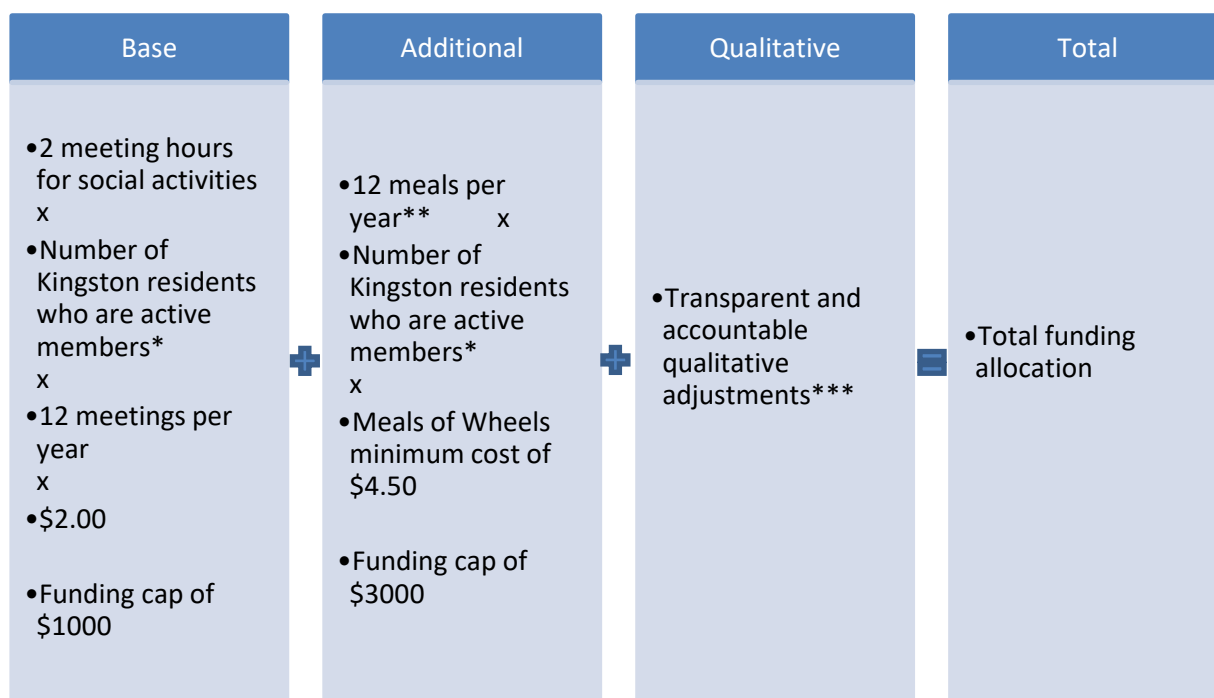 Base
•2 meeting hours
for social activities
x
•Number of
Kingston residents
who are active
members*
x
•12 meetings per
year
x
•$2.00
•Funding cap of
$1000
Additional
•12 meals per
year** x
•Number of
Kingston residents
who are active
members*
x
•Meals of Wheels
minimum cost of
$4.50
•Funding cap of
$3000
Qualitative
•Transparent and
accountable
qualitative
adjustments***
Total
•Total funding
allocation